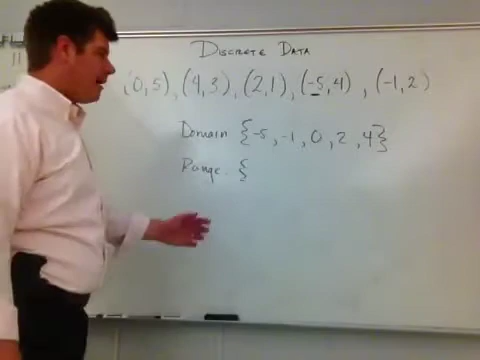 DISCRETE DATA
(0,5), (4,3), (2,1), (-5,4), (-1,2)
Domain {-5, -1, 0, 2, 4}
Range {